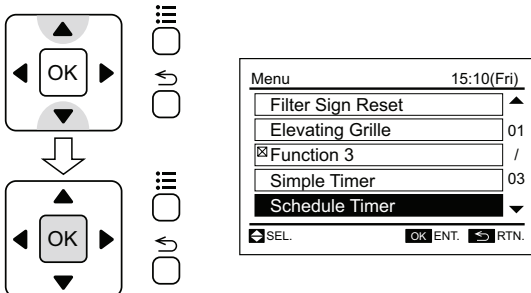 OK
OK
Menu 15:10(Fri)
Filter Sign Reset
Elevating Grille 01
Function 3 /
Simple Timer 03
Schedule Timer
SEL. OK ENT. RTN.